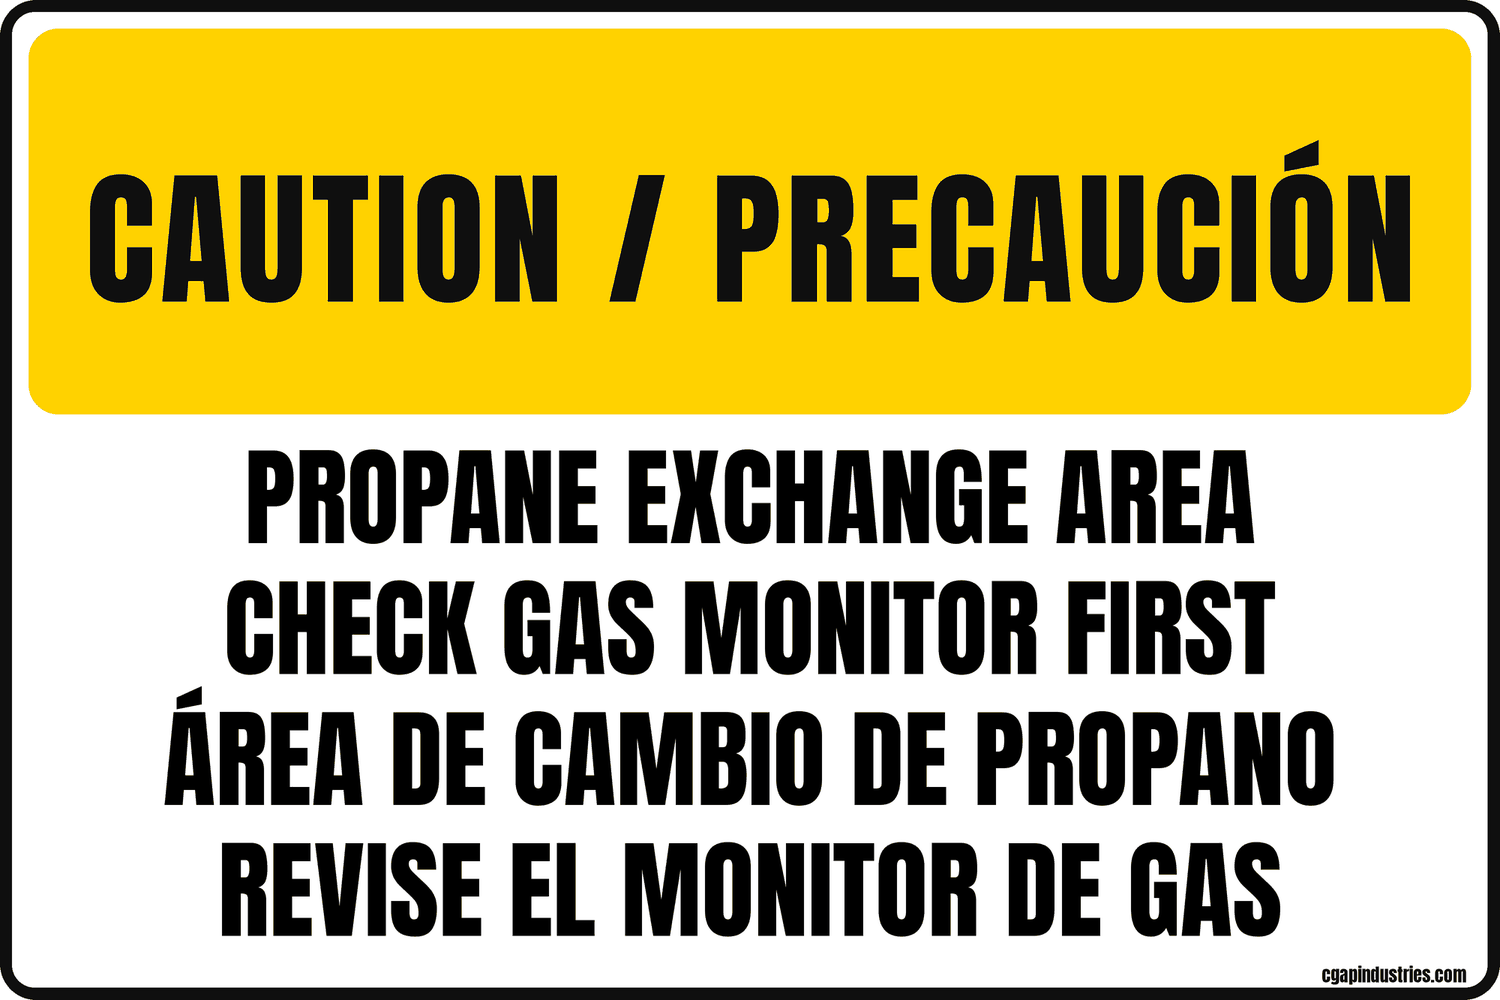 CAUTION / PRECAUCIÓN
PROPANE EXCHANGE AREA
CHECK GAS MONITOR FIRST
ÁREA DE CAMBIO DE PROPANO
REVISE EL MONITOR DE GAS
cgapindustries.com